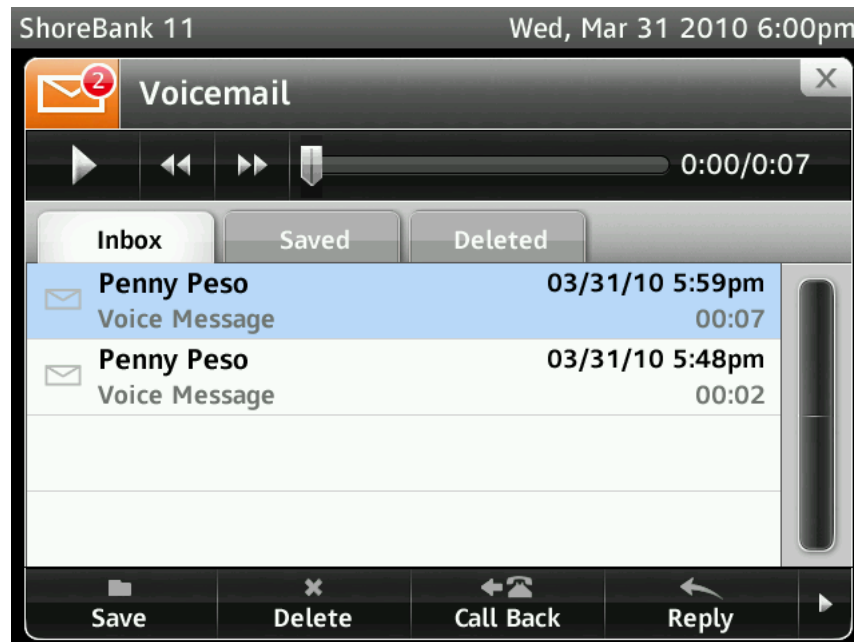 ShoreBank 11 Wed, Mar 31 2010 6:00pm
2
Voicemail X
0:00/0:07
Inbox Saved Deleted
Penny Peso 03/31/10 5:59pm
Voice Message 00:07
Penny Peso 03/31/10 5:48pm
Voice Message 00:02
Save Delete Call Back Reply